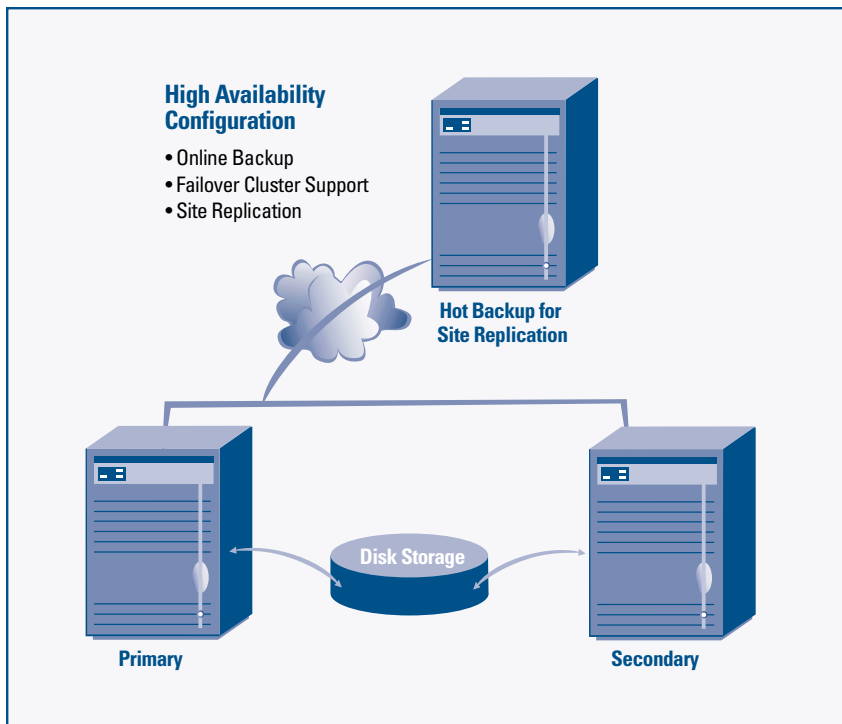 High Availability
Configuration
• Online Backup
• Failover Cluster Support
• Site Replication
Hot Backup for
Site Replication
Disk Storage
Primary
Secondary